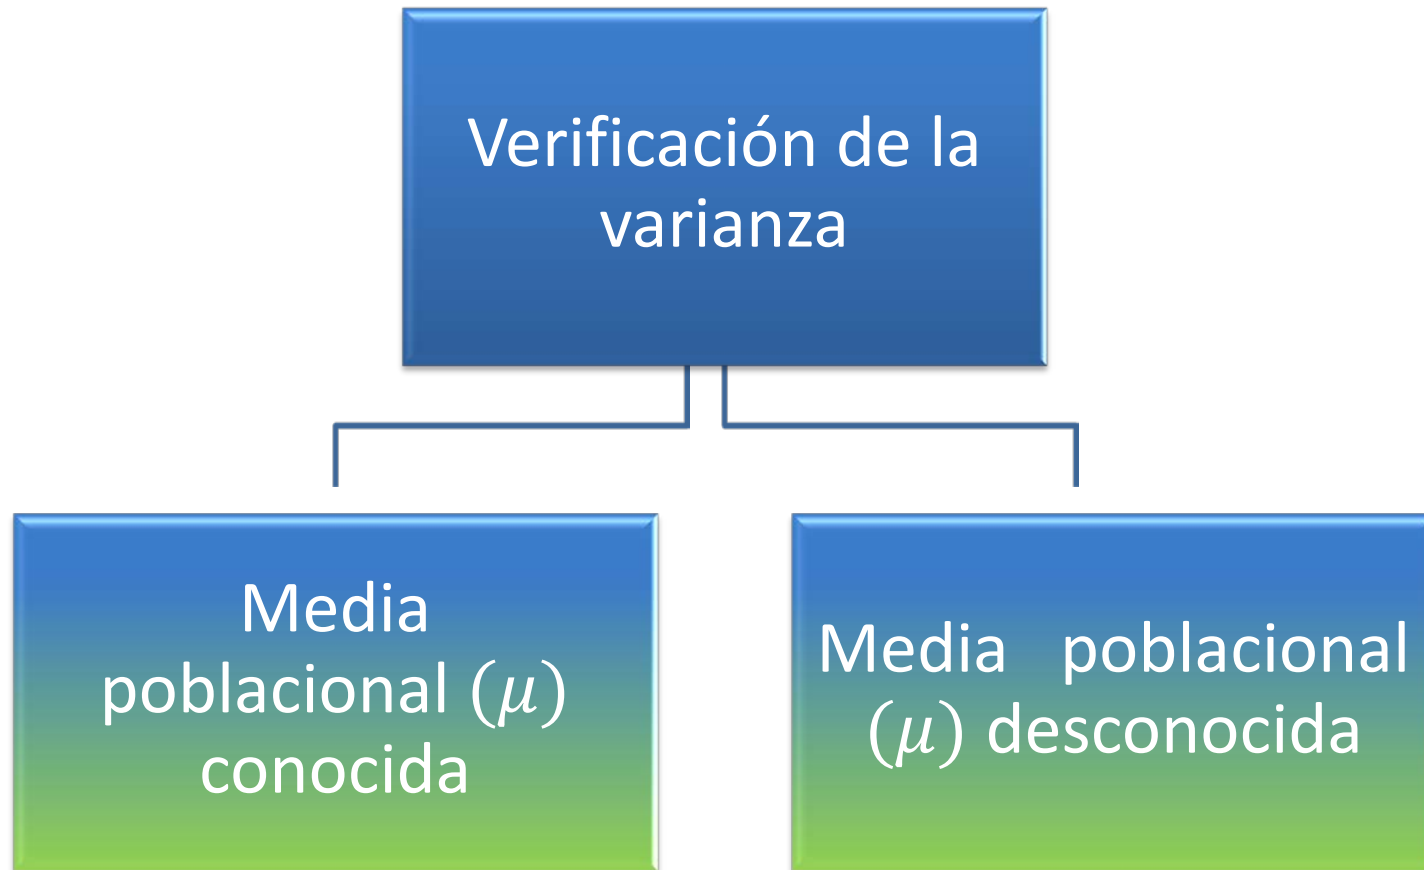 Verificación de la
varianza
Media
poblacional (μ)
conocida
Media poblacional
(μ) desconocida